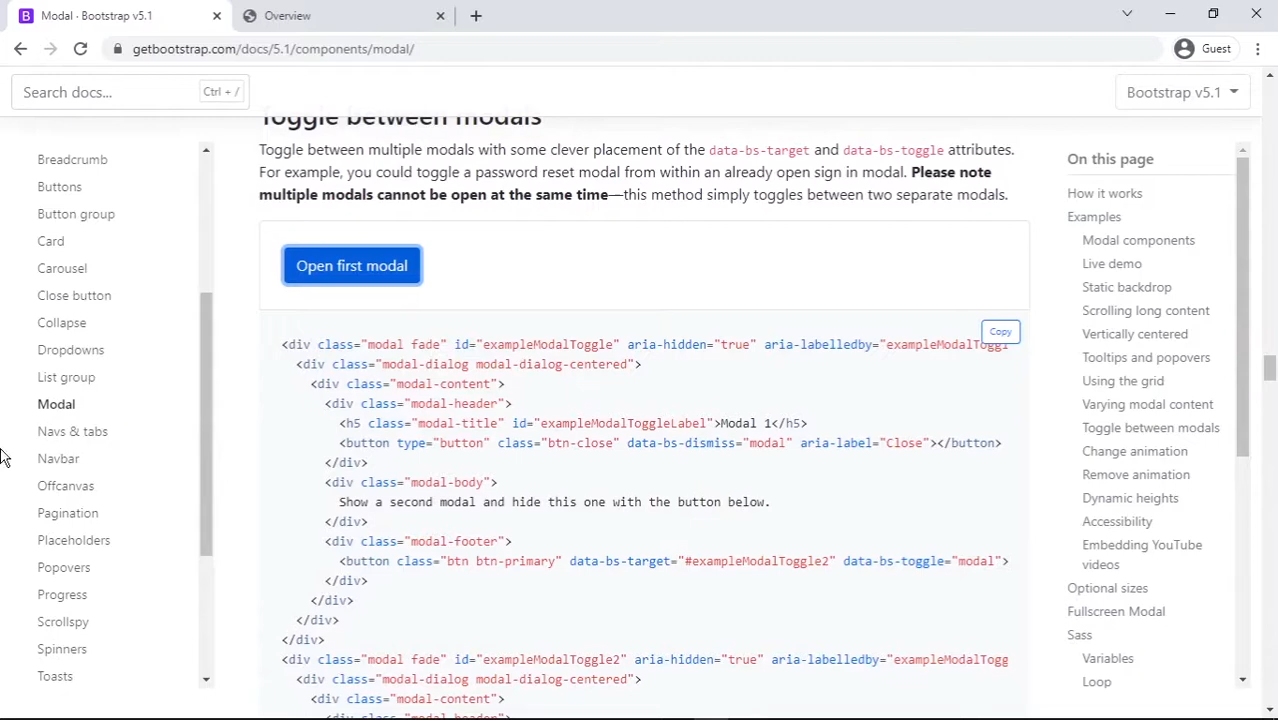 Modal · Bootstrap v5.1
Overview
getbootstrap.com/docs/5.1/components/modal/
Guest
Search docs...
Ctrl + /
Bootstrap v5.1
Breadcrumb
Buttons
Button group
Card
Carousel
Close button
Collapse
Dropdowns
List group
Modal
Navs & tabs
Navbar
Offcanvas
Pagination
Placeholders
Popovers
Progress
Scrollspy
Spinners
Toasts
Toggle between modals
Toggle between multiple modals with some clever placement of the data-bs-target and data-bs-toggle attributes.
For example, you could toggle a password reset modal from within an already open sign in modal. Please note
multiple modals cannot be open at the same time—this method simply toggles between two separate modals.
Open first modal
Copy
<div class="modal fade" id="exampleModalToggle" aria-hidden="true" aria-labelledby="exampleModalToggl
<div class="modal-dialog modal-dialog-centered">
<div class="modal-content">
<div class="modal-header">
<h5 class="modal-title" id="exampleModalToggleLabel">Modal 1</h5>
<button type="button" class="btn-close" data-bs-dismiss="modal" aria-label="Close"></button>
</div>
<div class="modal-body">
Show a second modal and hide this one with the button below.
</div>
<div class="modal-footer">
<button class="btn btn-primary" data-bs-target="#exampleModalToggle2" data-bs-toggle="modal">
</div>
</div>
</div>
</div>
<div class="modal fade" id="exampleModalToggle2" aria-hidden="true" aria-labelledby="exampleModalTogg
<div class="modal-dialog modal-dialog-centered">
<div class="modal-content">
<div class="modal-header">
On this page
How it works
Examples
Modal components
Live demo
Static backdrop
Scrolling long content
Vertically centered
Tooltips and popovers
Using the grid
Varying modal content
Toggle between modals
Change animation
Remove animation
Dynamic heights
Accessibility
Embedding YouTube
videos
Optional sizes
Fullscreen Modal
Sass
Variables
Loop